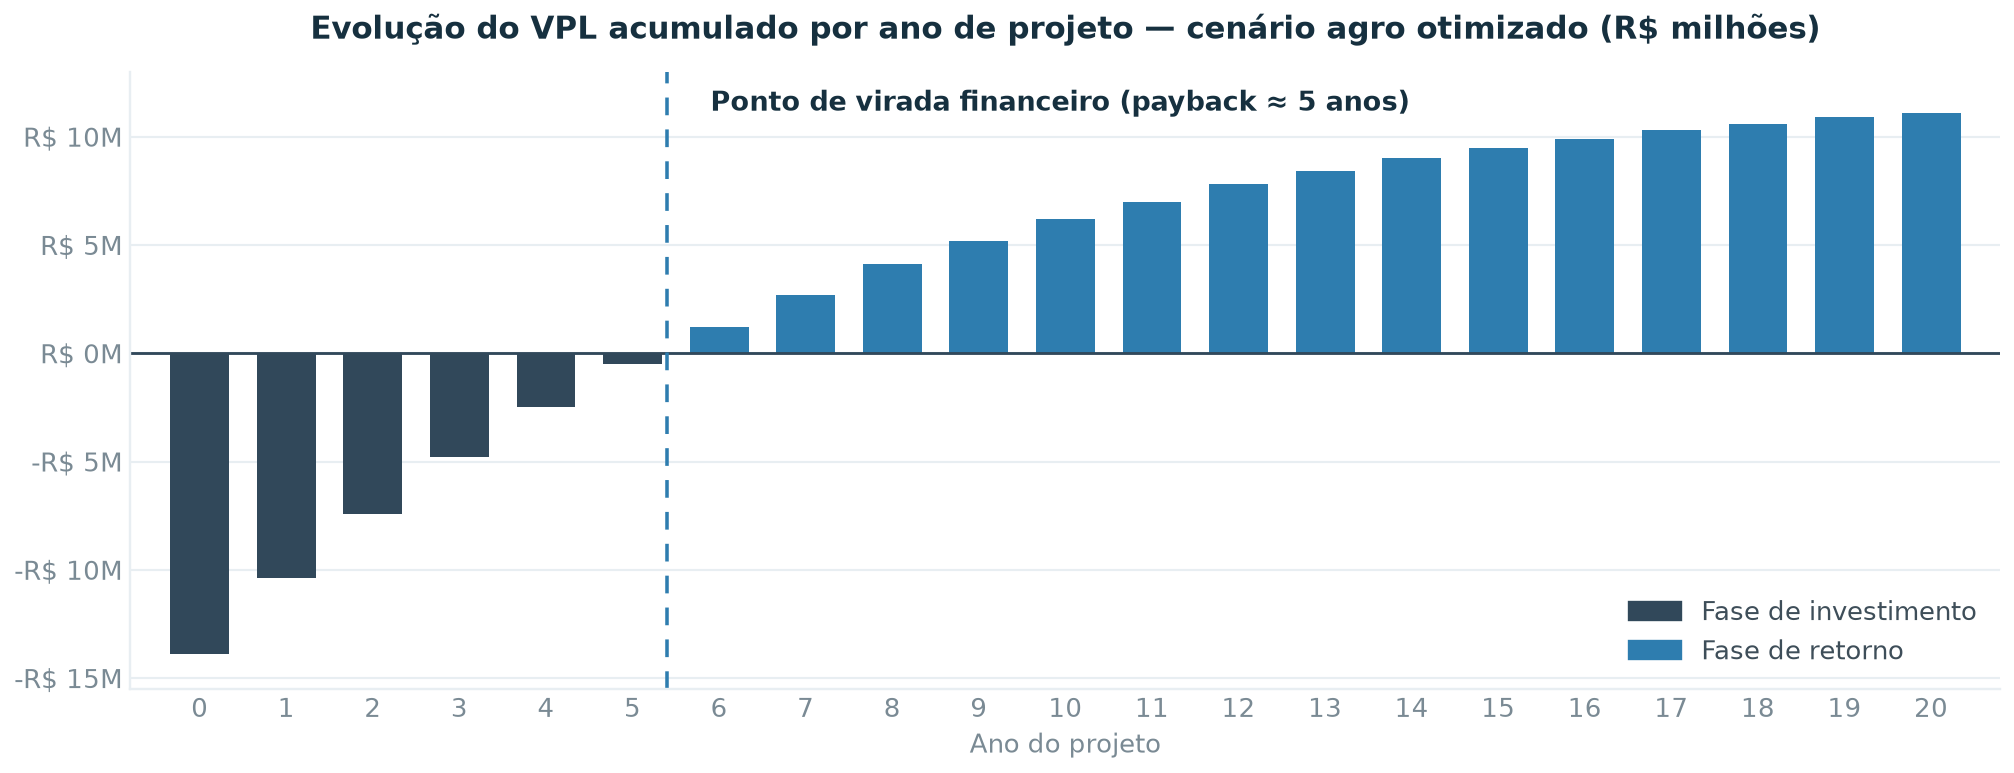 Evolução do VPL acumulado por ano de projeto — cenário agro otimizado (R$ milhões)
Ponto de virada financeiro (payback ≈ 5 anos)
R$ 10M
R$ 5M
R$ 0M
-R$ 5M
-R$ 10M
-R$ 15M
Fase de investimento
Fase de retorno
0 1 2 3 4 5 6 7 8 9 10 11 12 13 14 15 16 17 18 19 20
Ano do projeto